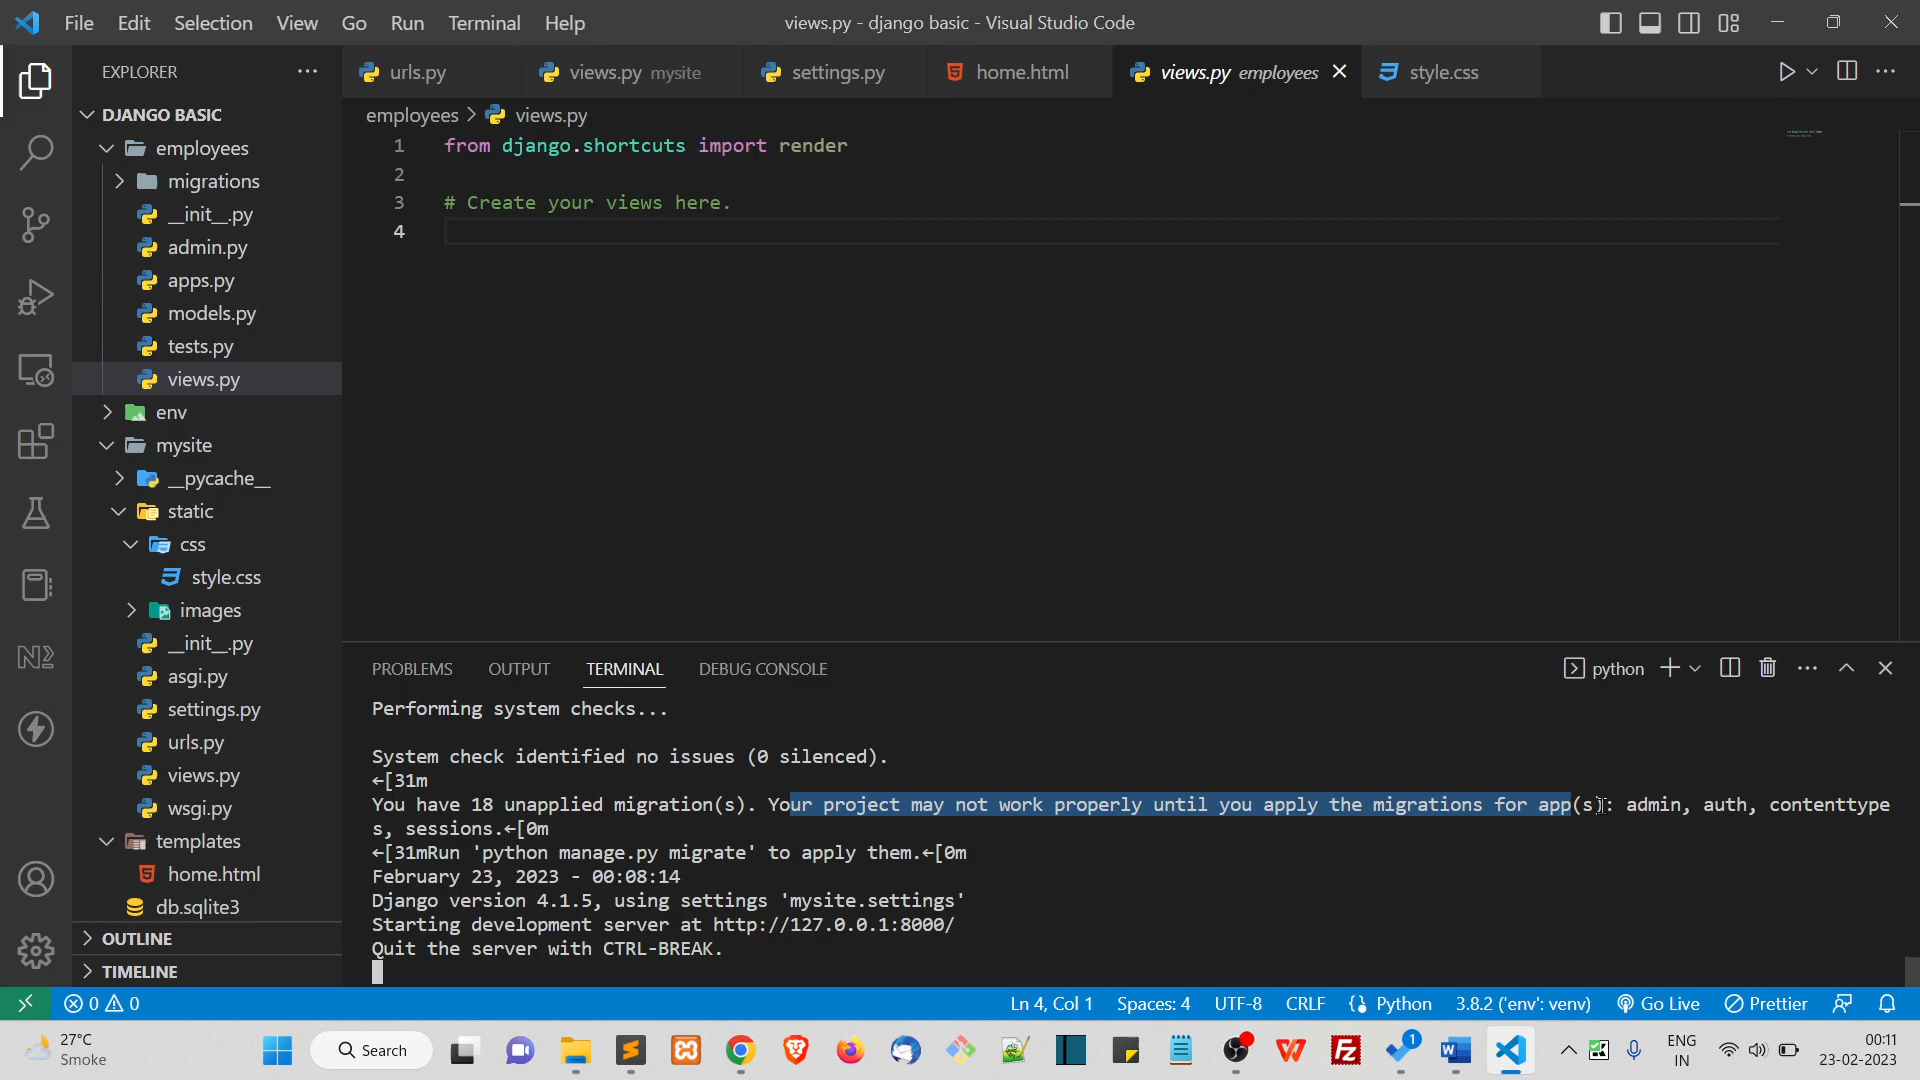 File Edit Selection View Go Run Terminal Help
views.py - django basic - Visual Studio Code
EXPLORER
urls.py
views.py mysite
settings.py
home.html
views.py employees
style.css
DJANGO BASIC
employees
migrations
__init__.py
admin.py
apps.py
models.py
tests.py
views.py
env
mysite
__pycache__
static
css
style.css
images
__init__.py
asgi.py
settings.py
urls.py
views.py
wsgi.py
templates
home.html
db.sqlite3
OUTLINE
TIMELINE
employees > views.py
1 from django.shortcuts import render
2
3 # Create your views here.
4
PROBLEMS OUTPUT TERMINAL DEBUG CONSOLE
python
Performing system checks...
System check identified no issues (0 silenced).
←[31m
You have 18 unapplied migration(s). Your project may not work properly until you apply the migrations for app(s): admin, auth, contenttype
s, sessions.←[0m
←[31mRun 'python manage.py migrate' to apply them.←[0m
February 23, 2023 - 00:08:14
Django version 4.1.5, using settings 'mysite.settings'
Starting development server at http://127.0.0.1:8000/
Quit the server with CTRL-BREAK.
0 0
Ln 4, Col 1 Spaces: 4 UTF-8 CRLF Python 3.8.2 ('env': venv) Go Live Prettier
27°C
Smoke
Search
1
ENG
IN
00:11
23-02-2023